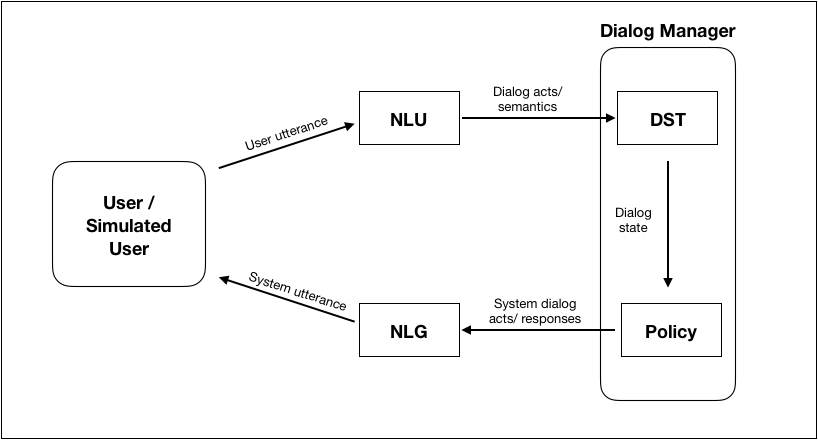 Dialog Manager
Dialog acts/
semantics
User utterance
NLU
DST
User /
Simulated
User
Dialog
state
System utterance
System dialog
acts/ responses
NLG
Policy